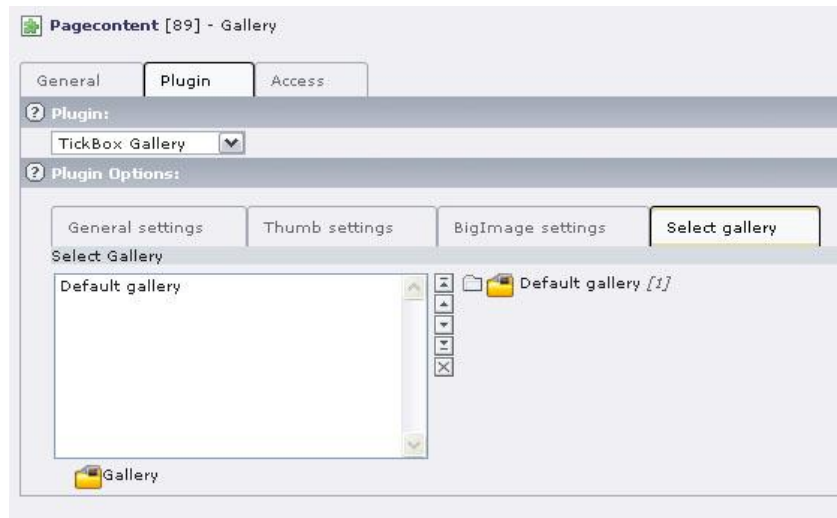 Pagecontent [89] - Gallery
General Plugin Access
? Plugin:
TickBox Gallery
? Plugin Options:
General settings Thumb settings BigImage settings Select gallery
Select Gallery
Default gallery
Default gallery [1]
Gallery